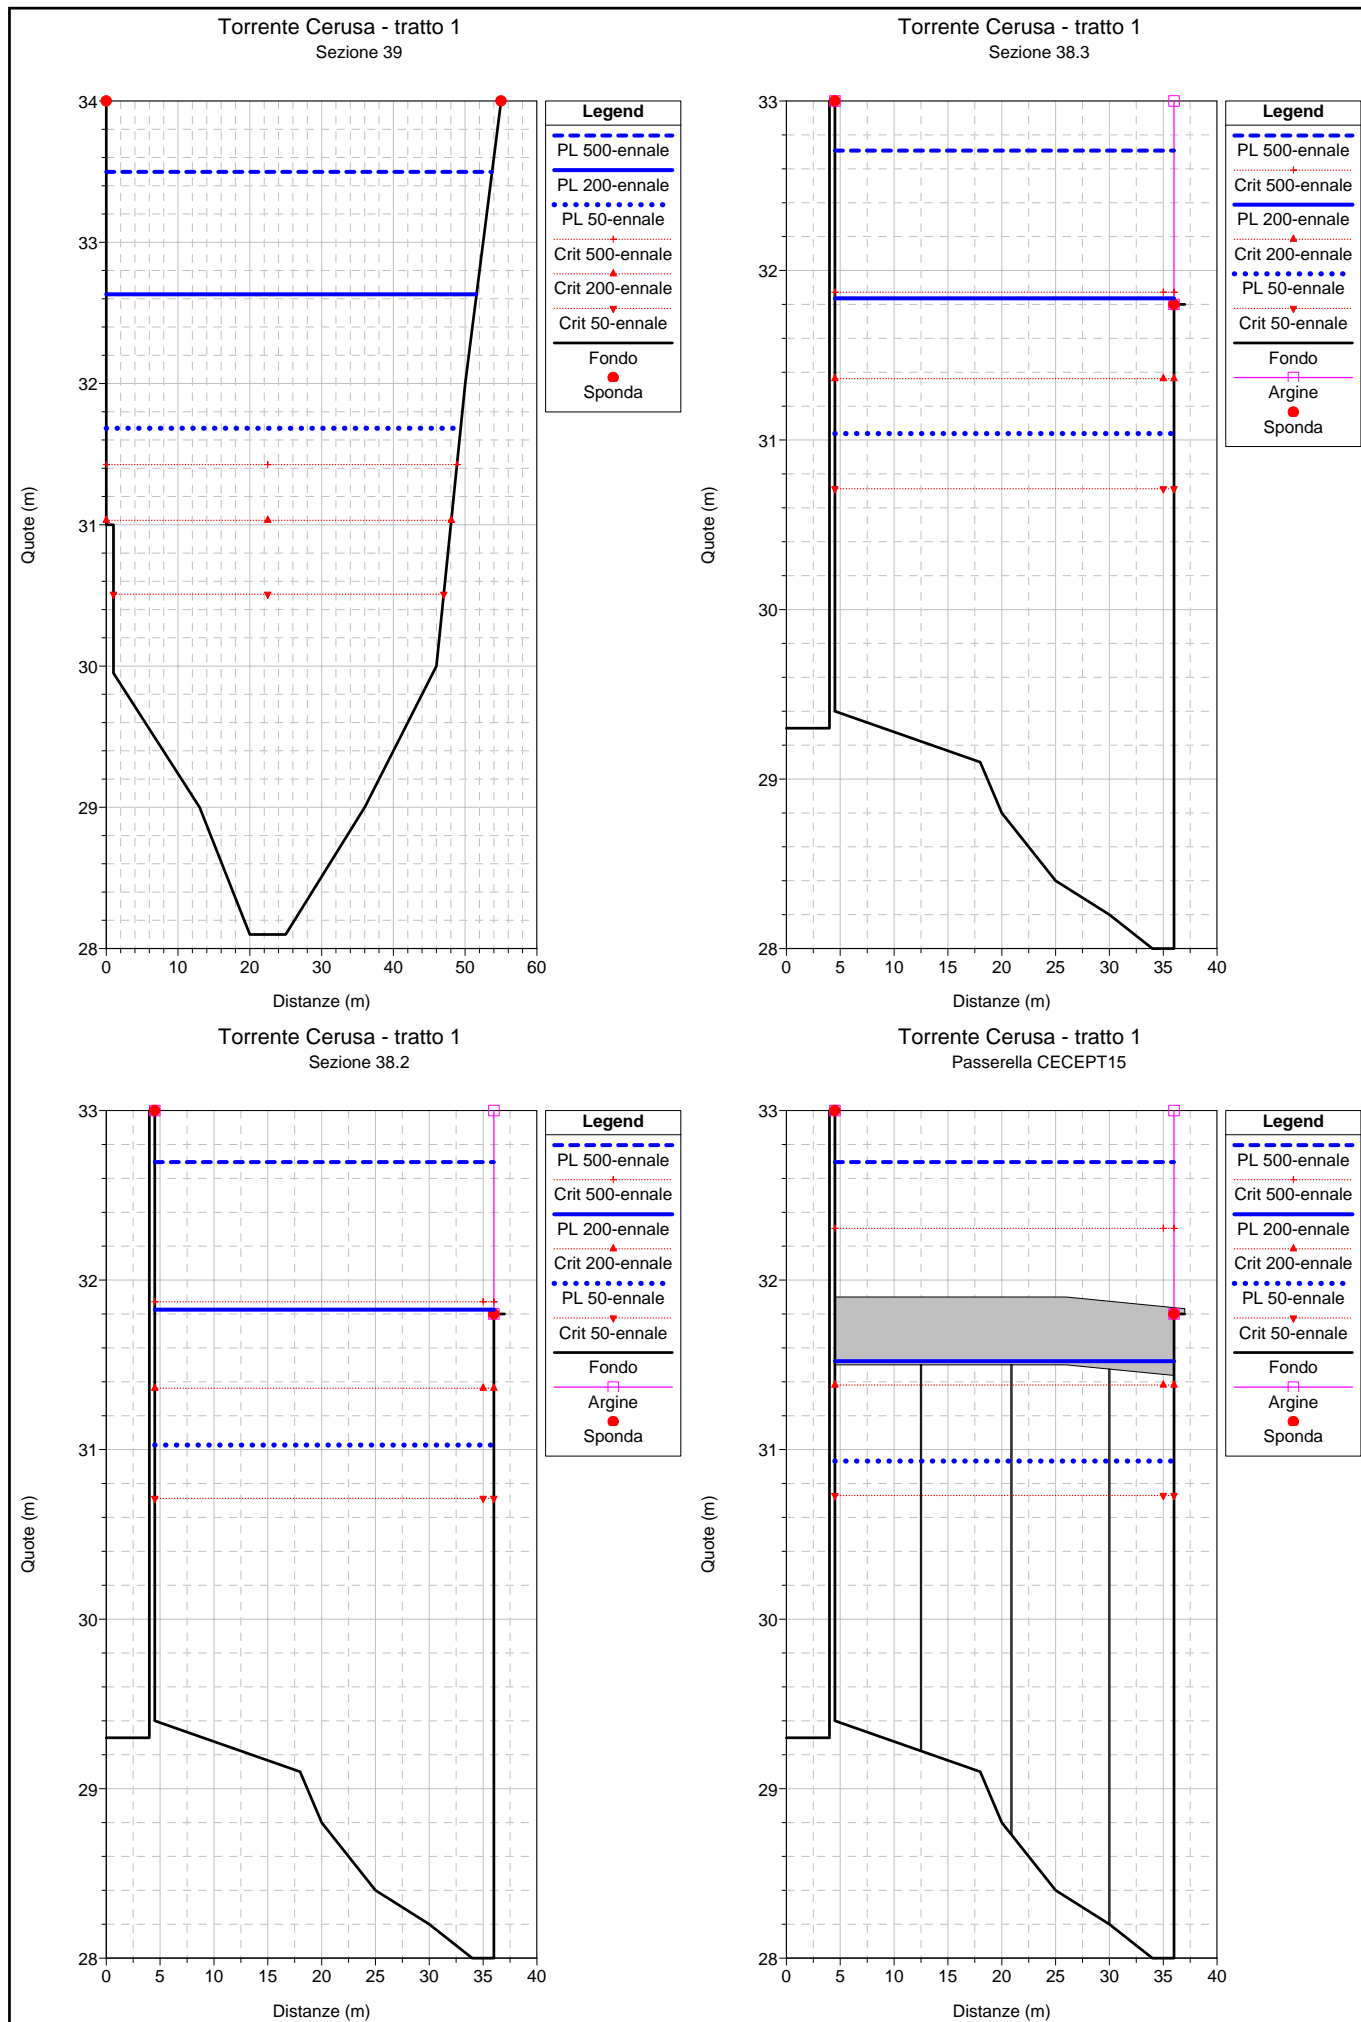 Torrente Cerusa - tratto 1
Sezione 39
34
33
32
31
30
29
28
0
10
20
30
40
50
60
Distanze (m)
Quote (m)
Legend
PL 500-ennale
PL 200-ennale
PL 50-ennale
Crit 500-ennale
Crit 200-ennale
Crit 50-ennale
Fondo
Sponda
Torrente Cerusa - tratto 1
Sezione 38.3
33
32
31
30
29
28
0
5
10
15
20
25
30
35
40
Distanze (m)
Quote (m)
Legend
PL 500-ennale
Crit 500-ennale
PL 200-ennale
Crit 200-ennale
PL 50-ennale
Crit 50-ennale
Fondo
Argine
Sponda
Torrente Cerusa - tratto 1
Sezione 38.2
33
32
31
30
29
28
0
5
10
15
20
25
30
35
40
Distanze (m)
Quote (m)
Legend
PL 500-ennale
Crit 500-ennale
PL 200-ennale
Crit 200-ennale
PL 50-ennale
Crit 50-ennale
Fondo
Argine
Sponda
Torrente Cerusa - tratto 1
Passerella CECEPT15
33
32
31
30
29
28
0
5
10
15
20
25
30
35
40
Distanze (m)
Quote (m)
Legend
PL 500-ennale
Crit 500-ennale
PL 200-ennale
Crit 200-ennale
PL 50-ennale
Crit 50-ennale
Fondo
Argine
Sponda